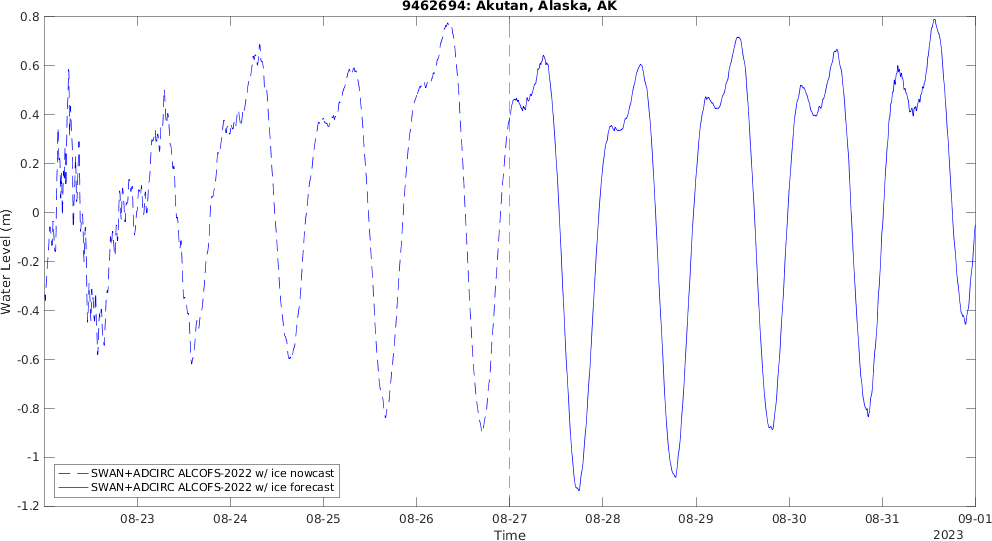 9462694: Akutan, Alaska, AK
0.8
0.6
0.4
0.2
0
-0.2
-0.4
-0.6
-0.8
-1
-1.2
Water Level (m)
SWAN+ADCIRC ALCOFS-2022 w/ ice nowcast
SWAN+ADCIRC ALCOFS-2022 w/ ice forecast
08-23 08-24 08-25 08-26 08-27 08-28 08-29 08-30 08-31 09-01
Time 2023